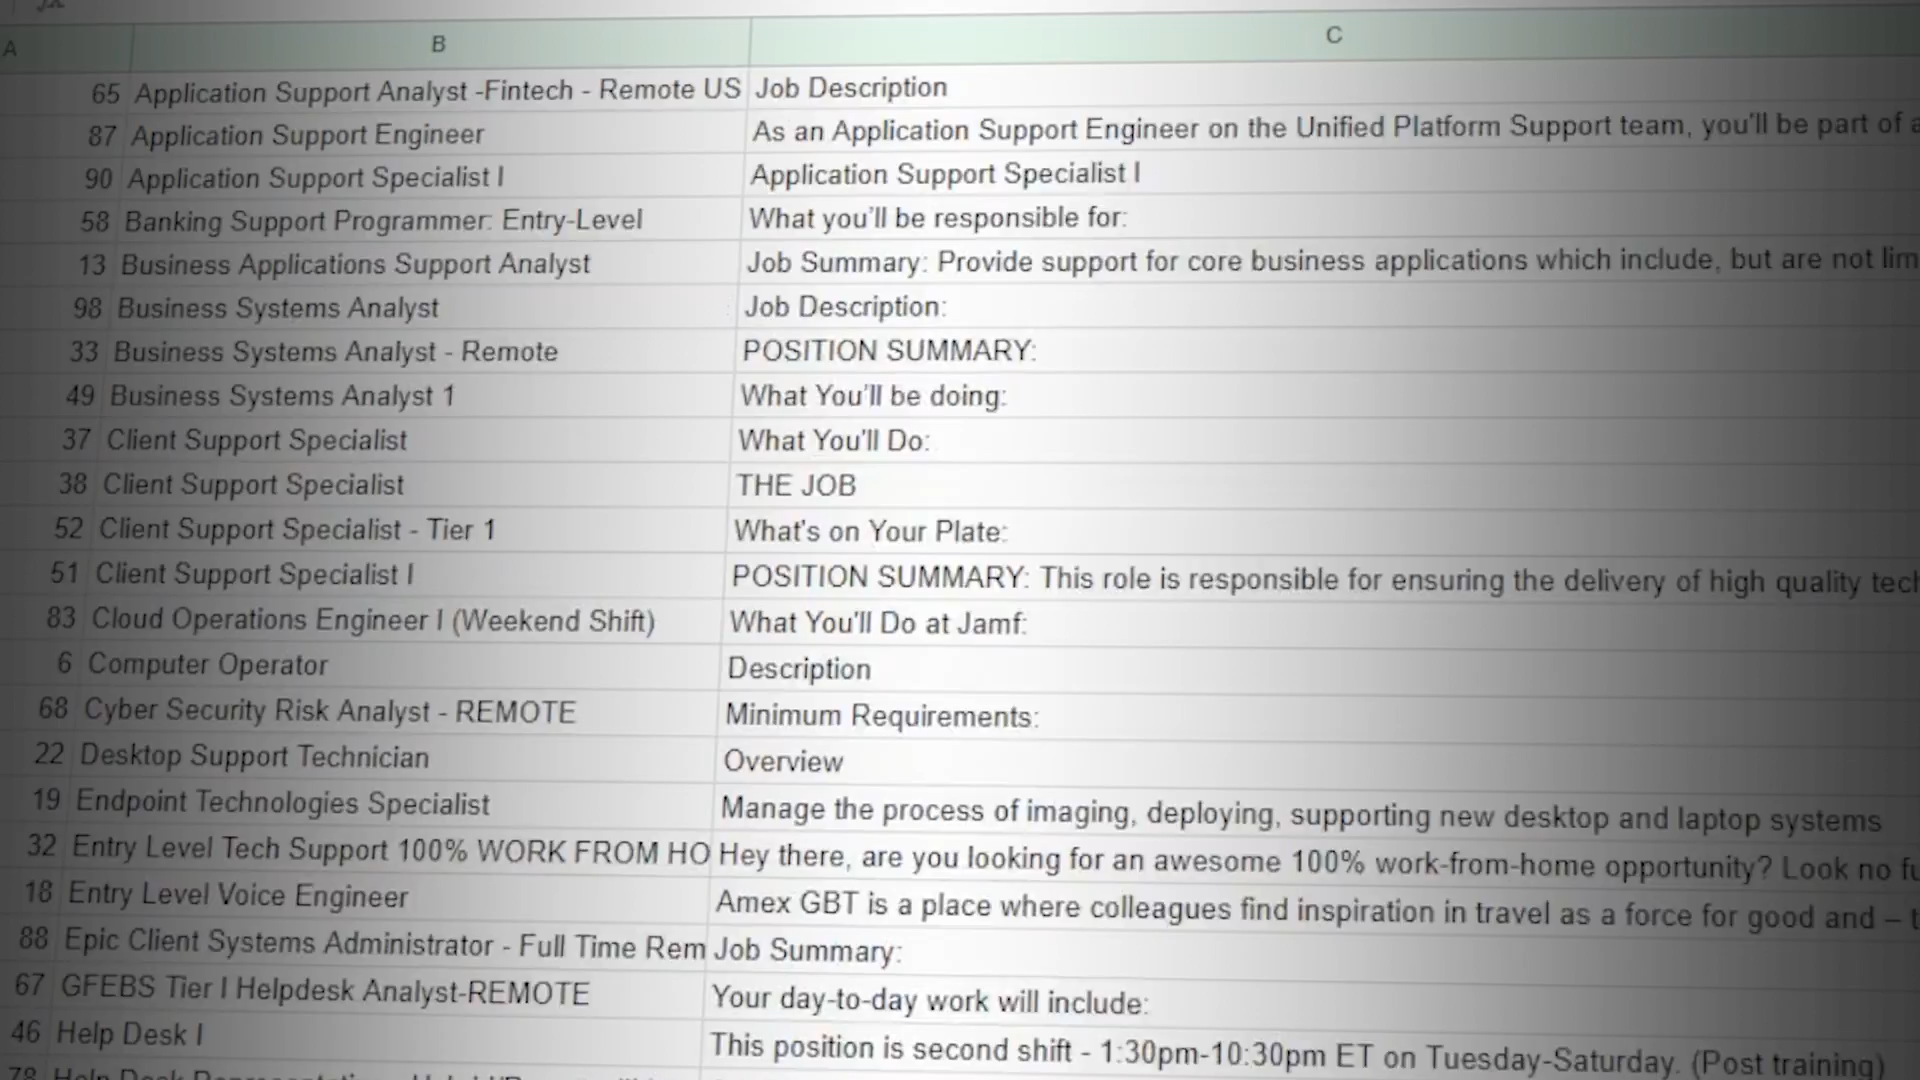 A B C
65 Application Support Analyst -Fintech - Remote US Job Description
87 Application Support Engineer As an Application Support Engineer on the Unified Platform Support team, you'll be part of
90 Application Support Specialist I Application Support Specialist I
58 Banking Support Programmer: Entry-Level What you'll be responsible for:
13 Business Applications Support Analyst Job Summary: Provide support for core business applications which include, but are not lim
98 Business Systems Analyst Job Description:
33 Business Systems Analyst - Remote POSITION SUMMARY:
49 Business Systems Analyst 1 What You'll be doing:
37 Client Support Specialist What You'll Do:
38 Client Support Specialist THE JOB
52 Client Support Specialist - Tier 1 What's on Your Plate:
51 Client Support Specialist I POSITION SUMMARY: This role is responsible for ensuring the delivery of high quality tech
83 Cloud Operations Engineer I (Weekend Shift) What You'll Do at Jamf:
6 Computer Operator Description
68 Cyber Security Risk Analyst - REMOTE Minimum Requirements:
22 Desktop Support Technician Overview
19 Endpoint Technologies Specialist Manage the process of imaging, deploying, supporting new desktop and laptop systems
32 Entry Level Tech Support 100% WORK FROM HO Hey there, are you looking for an awesome 100% work-from-home opportunity? Look no fu
18 Entry Level Voice Engineer Amex GBT is a place where colleagues find inspiration in travel as a force for good and – t
88 Epic Client Systems Administrator - Full Time Rem Job Summary:
67 GFEBS Tier I Helpdesk Analyst-REMOTE Your day-to-day work will include:
46 Help Desk I This position is second shift - 1:30pm-10:30pm ET on Tuesday-Saturday. (Post training)
78 Help Desk